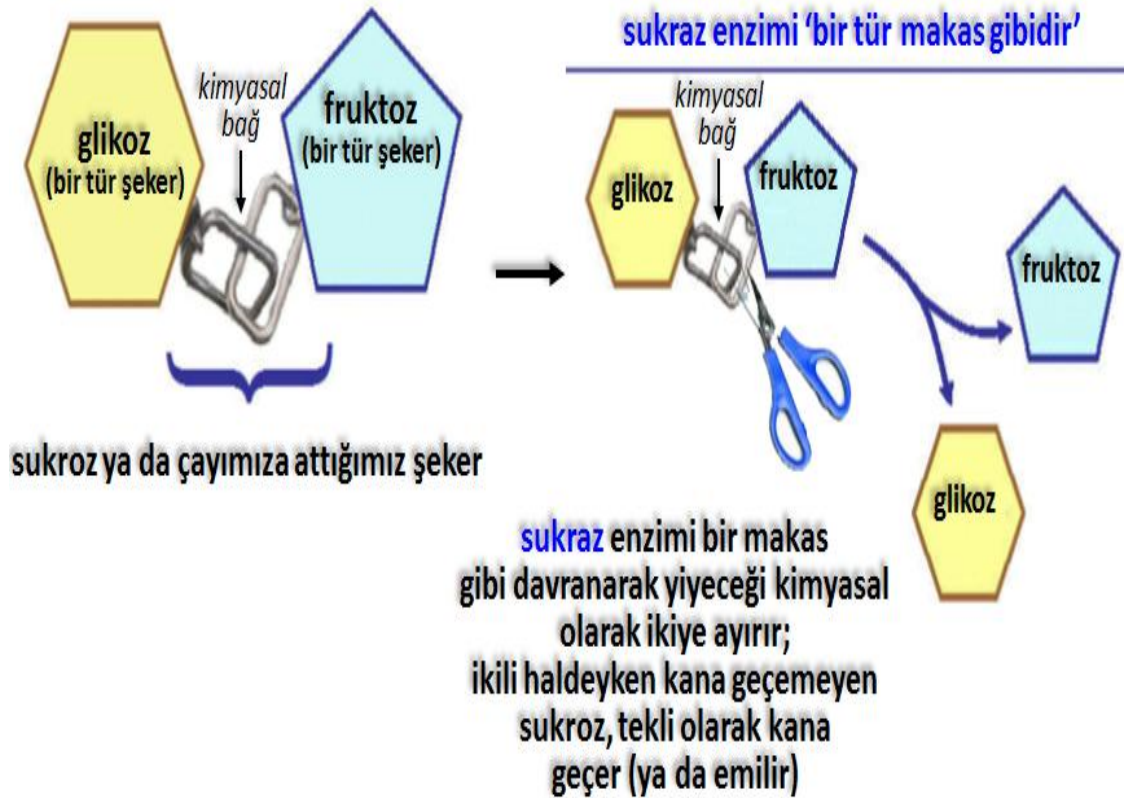 glikoz
(bir tür şeker)
kimyasal
bağ
fruktoz
(bir tür şeker)
sukroz ya da çayımıza attığımız şeker
sukraz enzimi ‘bir tür makas gibidir’
glikoz
kimyasal
bağ
fruktoz
fruktoz
glikoz
sukraz enzimi bir makas
gibi davranarak yiyeceği kimyasal
olarak ikiye ayırır;
ikili haldeyken kana geçemeyen
sukroz, tekli olarak kana
geçer (ya da emilir)